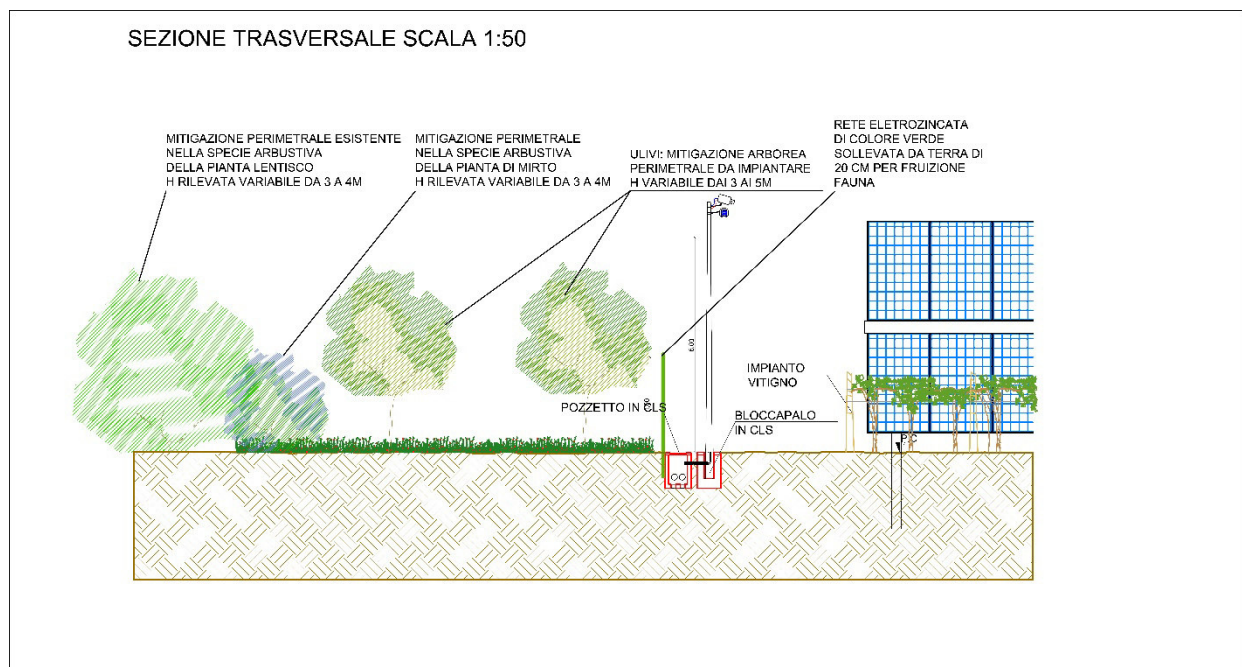 SEZIONE TRASVERSALE SCALA 1:50
MITIGAZIONE PERIMETRALE ESISTENTE
NELLA SPECIE ARBUSTIVA
DELLA PIANTA LENTISCO
H RILEVATA VARIABILE DA 3 A 4M
MITIGAZIONE PERIMETRALE
NELLA SPECIE ARBUSTIVA
DELLA PIANTA DI MIRTO
H RILEVATA VARIABILE DA 3 A 4M
ULIVI: MITIGAZIONE ARBOREA
PERIMETRALE DA IMPIANTARE
H VARIABILE DAI 3 AI 5M
RETE ELETROZINCATA
DI COLORE VERDE
SOLLEVATA DA TERRA DI
20 CM PER FRUIZIONE
FAUNA
IMPIANTO
VITIGNO
POZZETTO IN CLS
BLOCCAPALO
IN CLS